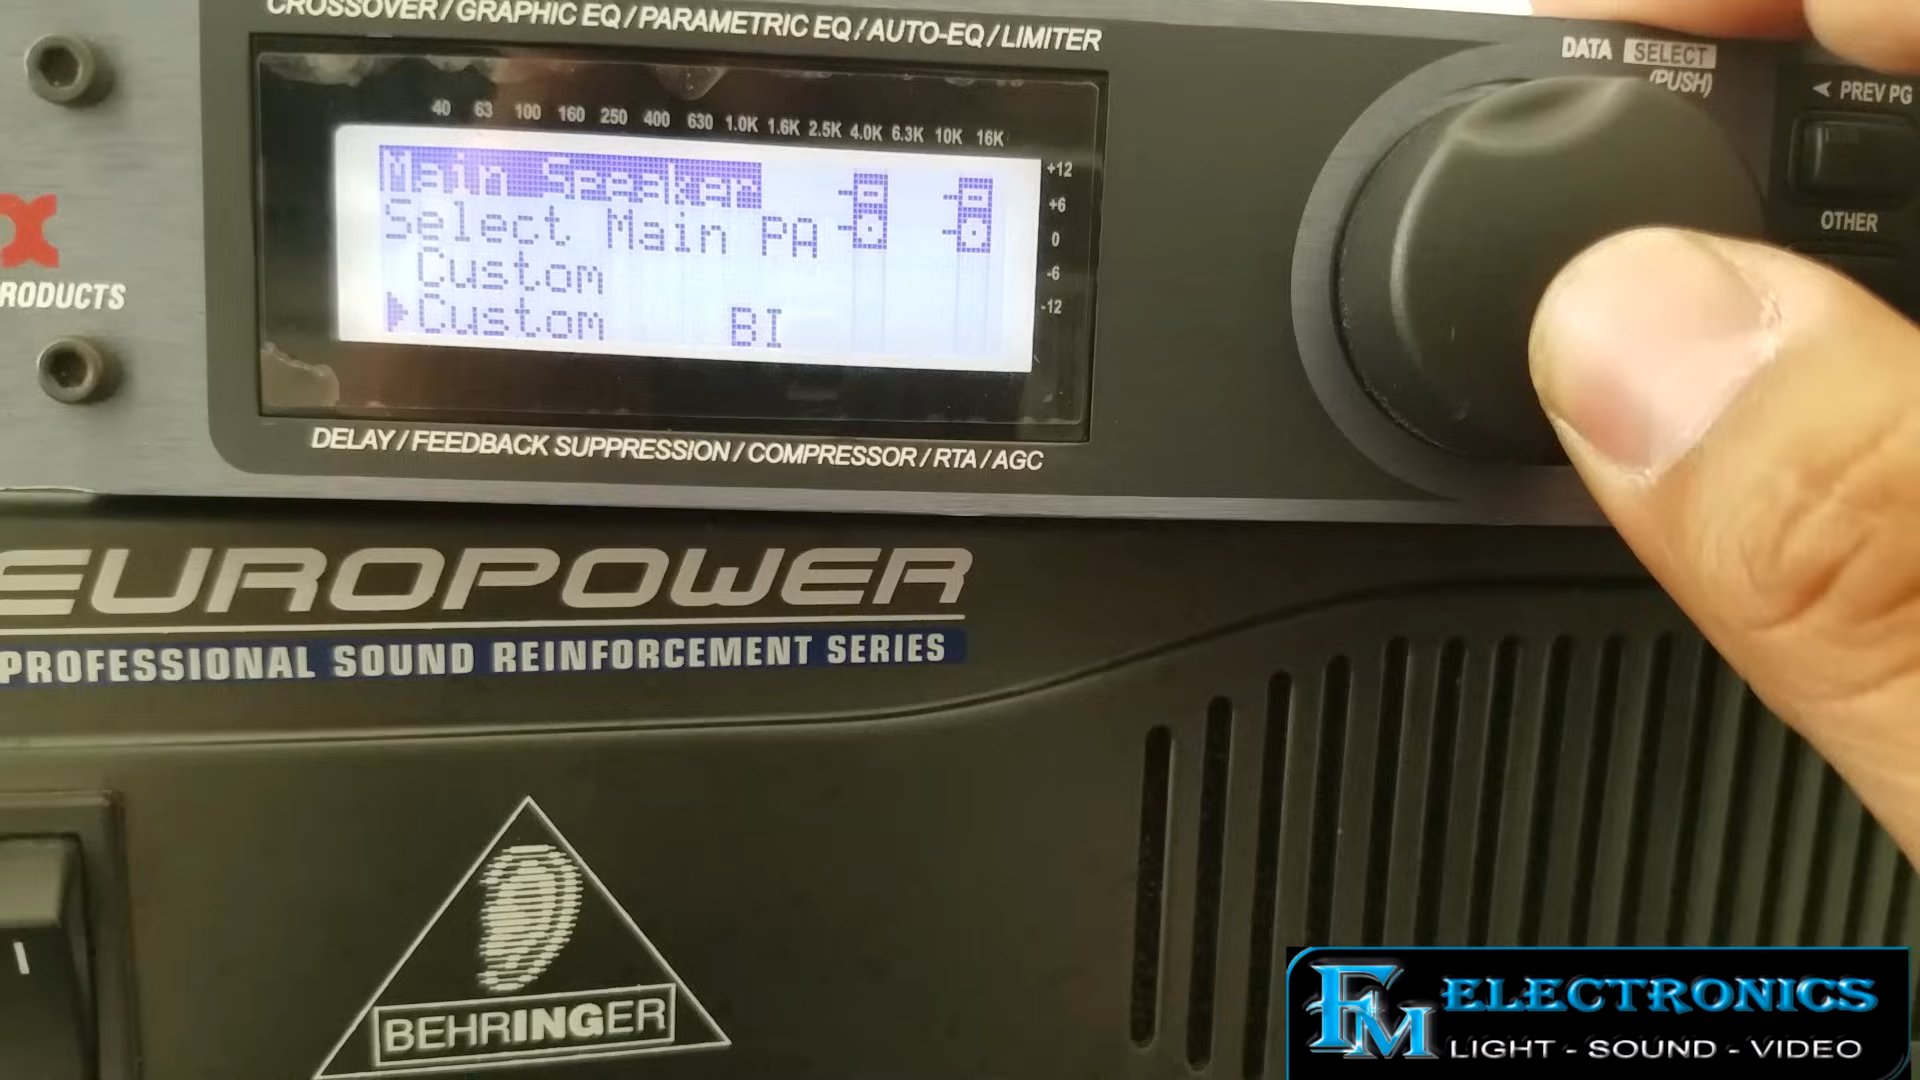 CROSSOVER / GRAPHIC EQ / PARAMETRIC EQ / AUTO-EQ / LIMITER
DATA SELECT
(PUSH)
PREV PG
40 63 100 160 250 400 630 1.0K 1.6K 2.5K 4.0K 6.3K 10K 16K
Main Speaker
Select Main PA
Custom
Custom BI
+12
+6
0
-6
-12
OTHER
X
RODUCTS
DELAY / FEEDBACK SUPPRESSION / COMPRESSOR / RTA / AGC
EUROPOWER
PROFESSIONAL SOUND REINFORCEMENT SERIES
BEHRINGER
I
FM ELECTRONICS
LIGHT - SOUND - VIDEO